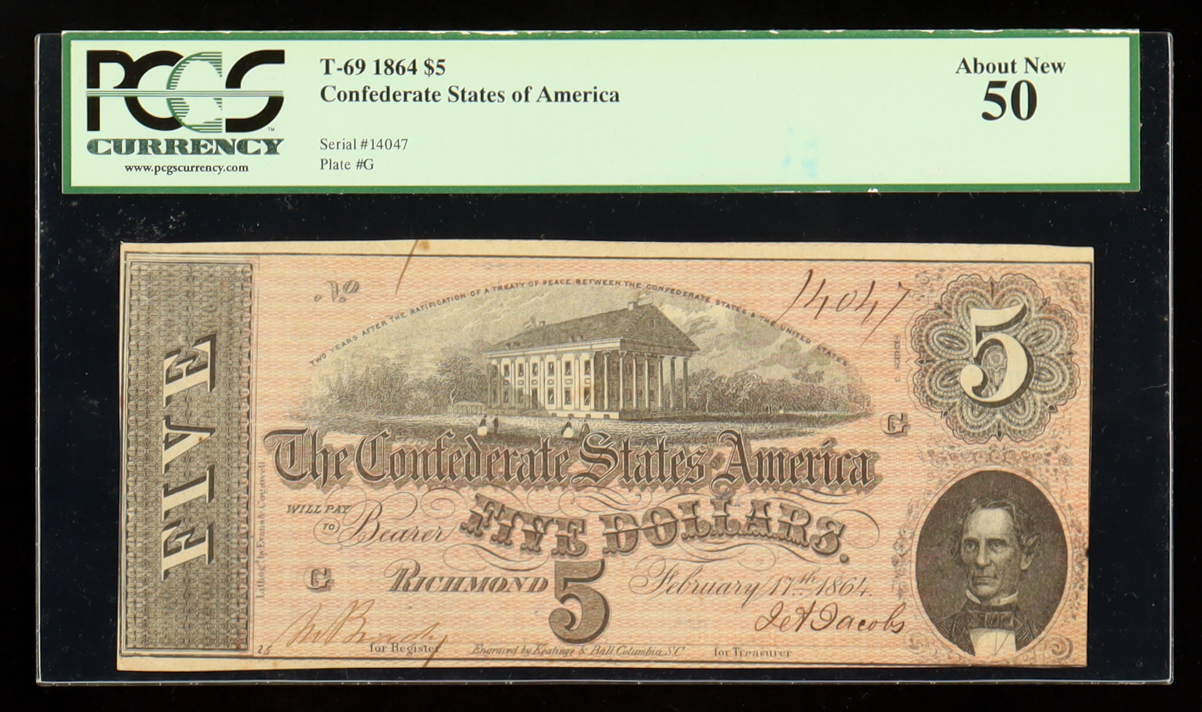 PCGS
CURRENCY
www.pcgscurrency.com
T-69 1864 $5
Confederate States of America
Serial #14047
Plate #G
About New
50
No 14047
TWO YEARS AFTER THE RATIFICATION OF A TREATY OF PEACE BETWEEN THE CONFEDERATE STATES & THE UNITED STATES
FIVE
5
SERIES
G
The Confederate States of America
WILL PAY
TO Bearer FIVE DOLLARS.
G RICHMOND 5 February 17th 1864.
Jacobs
for Register Engraved by Keatinge & Ball Columbia S.C. for Treasurer